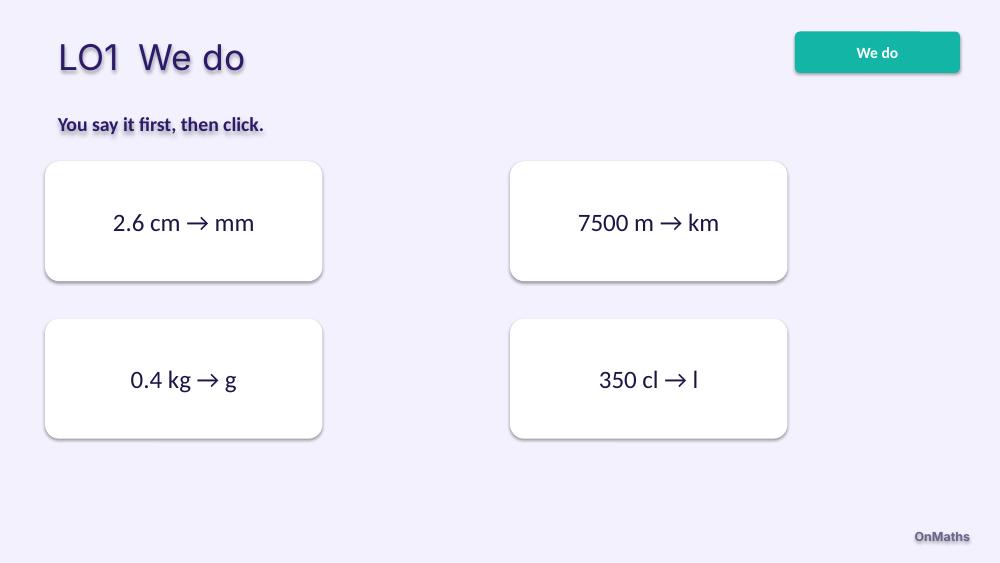 LO1 We do
We do
You say it first, then click.
2.6 cm → mm
7500 m → km
0.4 kg → g
350 cl → l
OnMaths